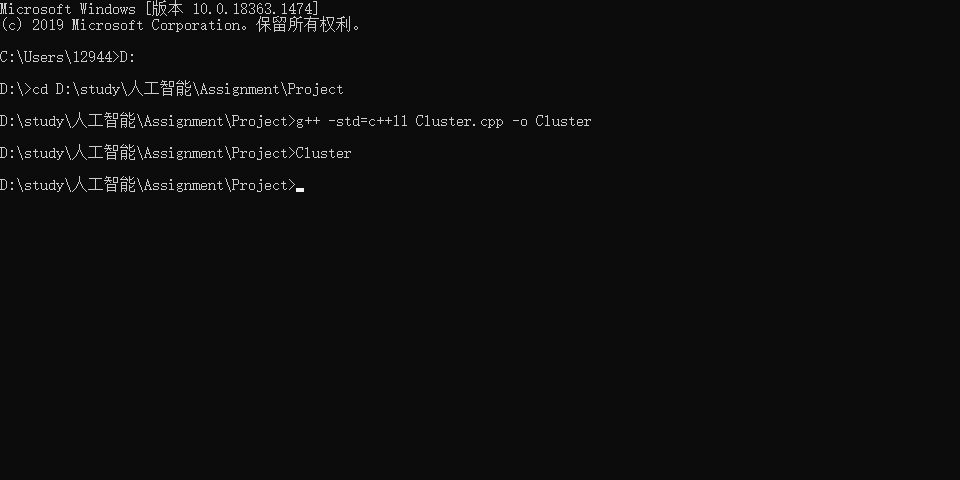 Microsoft Windows [版本 10.0.18363.1474]
(c) 2019 Microsoft Corporation。保留所有权利。
C:\Users\12944>D:
D:\>cd D:\study\人工智能\Assignment\Project
D:\study\人工智能\Assignment\Project>g++ -std=c++11 Cluster.cpp -o Cluster
D:\study\人工智能\Assignment\Project>Cluster
D:\study\人工智能\Assignment\Project>